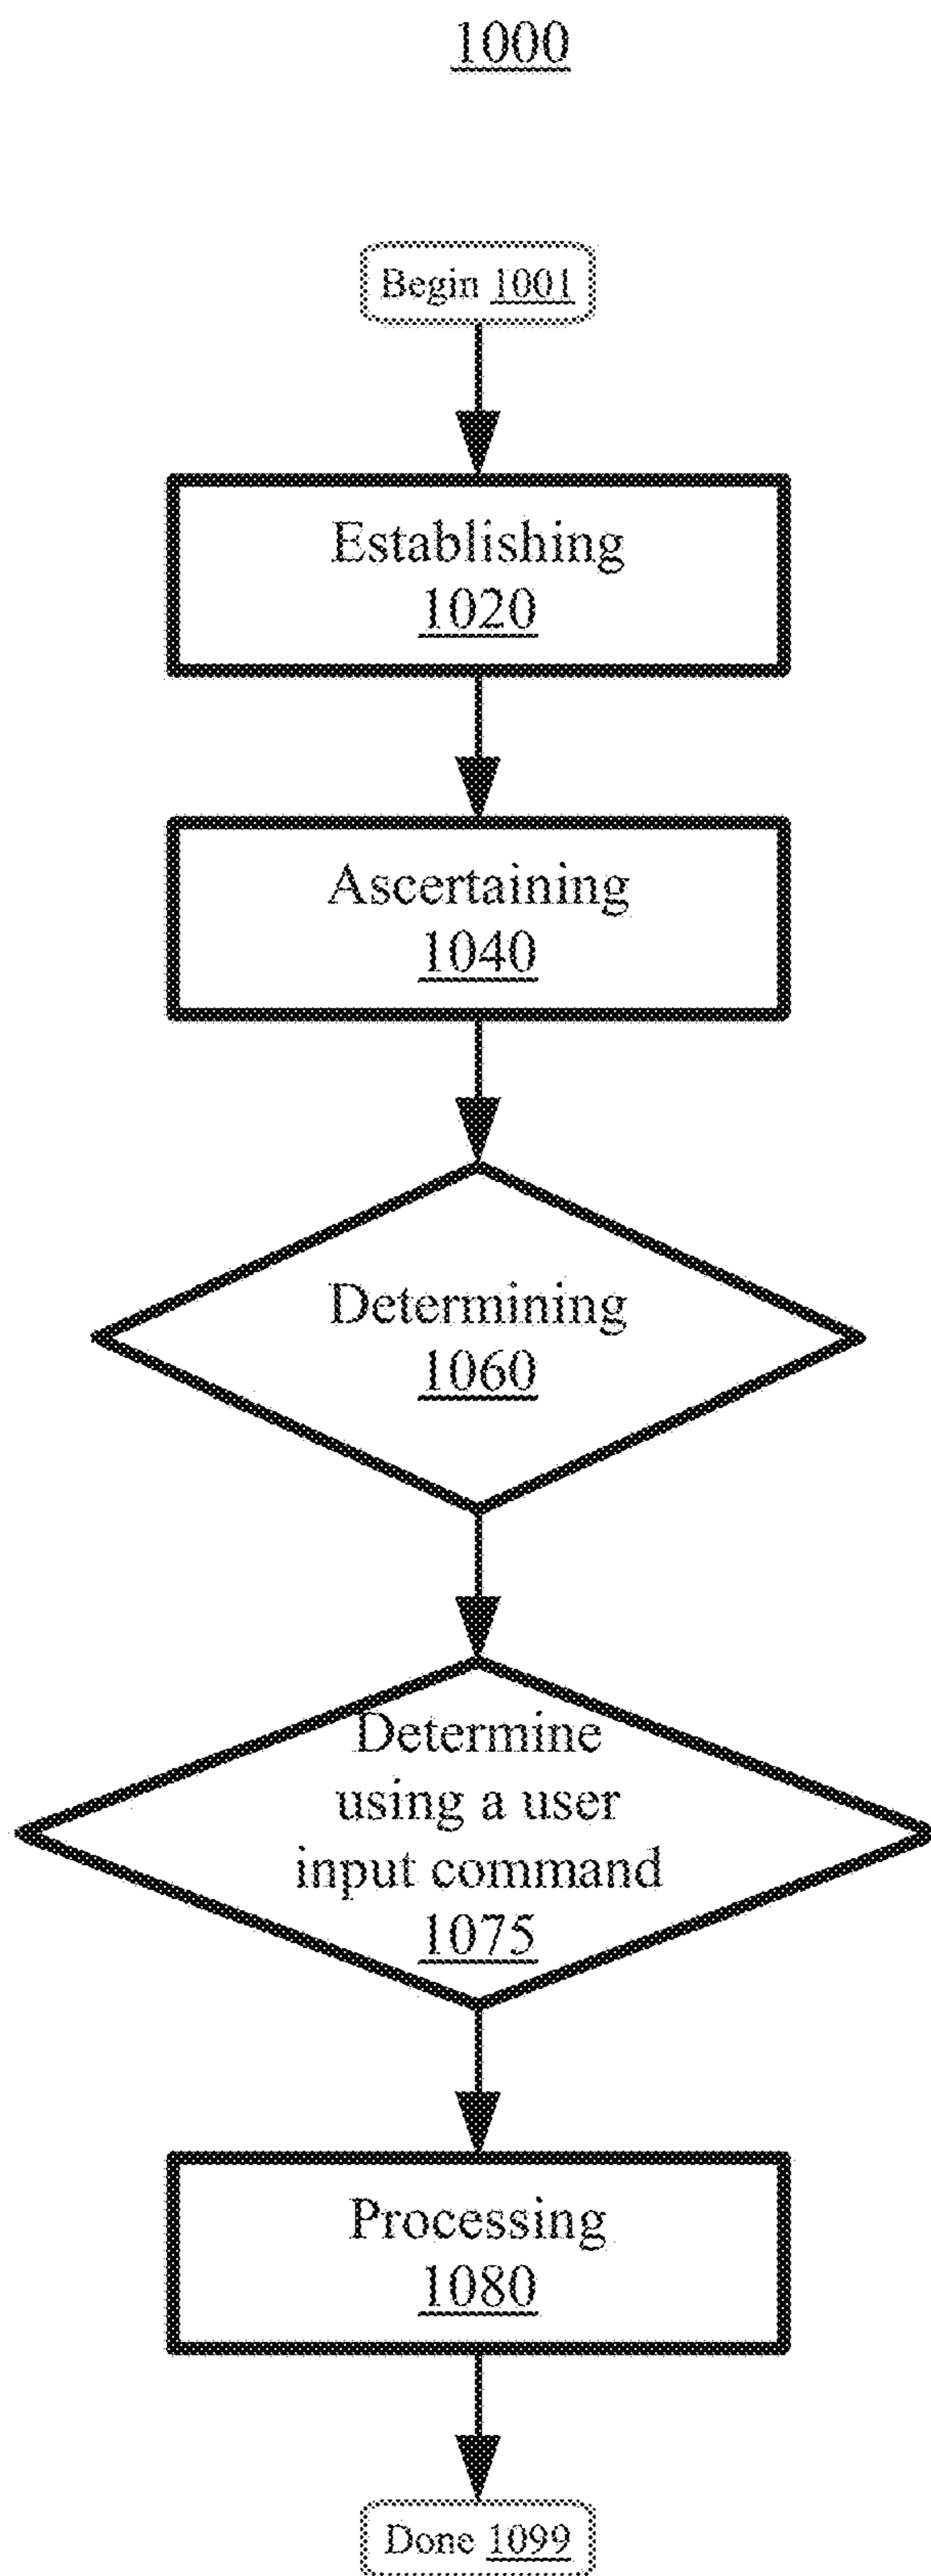 1000
Begin 1001
Establishing
1020
Ascertaining
1040
Determining
1060
Determine
using a user
input command
1075
Processing
1080
Done 1099